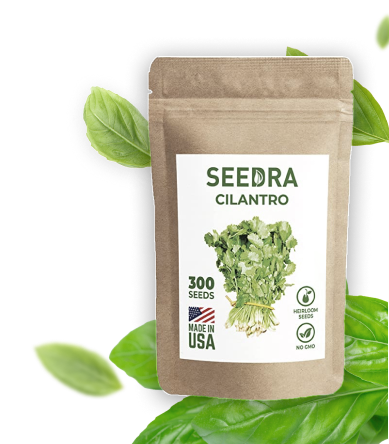 SEEDRA
CILANTRO
300
SEEDS
MADE IN
USA
HEIRLOOM
SEEDS
NO GMO